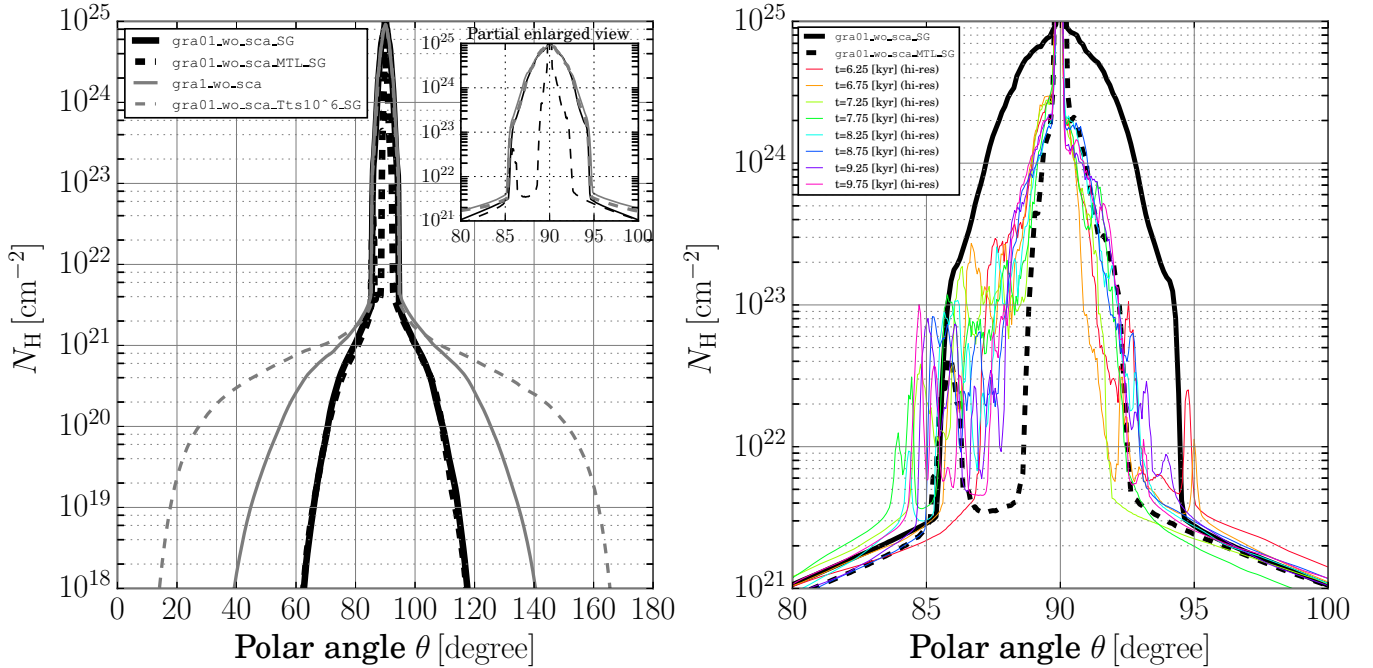 10^25
10^24
10^23
10^22
10^21
10^20
10^19
10^18
N_H [cm^−2]
gra01_wo_sca_SG
gra01_wo_sca_MTL_SG
gra1_wo_sca
gra01_wo_sca_Tts10^6_SG
Partial enlarged view
10^25
10^24
10^23
10^22
10^21
80 85 90 95 100
0 20 40 60 80 100 120 140 160 180
Polar angle θ [degree]
10^25
10^24
10^23
10^22
10^21
N_H [cm^−2]
gra01_wo_sca_SG
gra01_wo_sca_MTL_SG
t=6.25 [kyr] (hi-res)
t=6.75 [kyr] (hi-res)
t=7.25 [kyr] (hi-res)
t=7.75 [kyr] (hi-res)
t=8.25 [kyr] (hi-res)
t=8.75 [kyr] (hi-res)
t=9.25 [kyr] (hi-res)
t=9.75 [kyr] (hi-res)
80 85 90 95 100
Polar angle θ [degree]